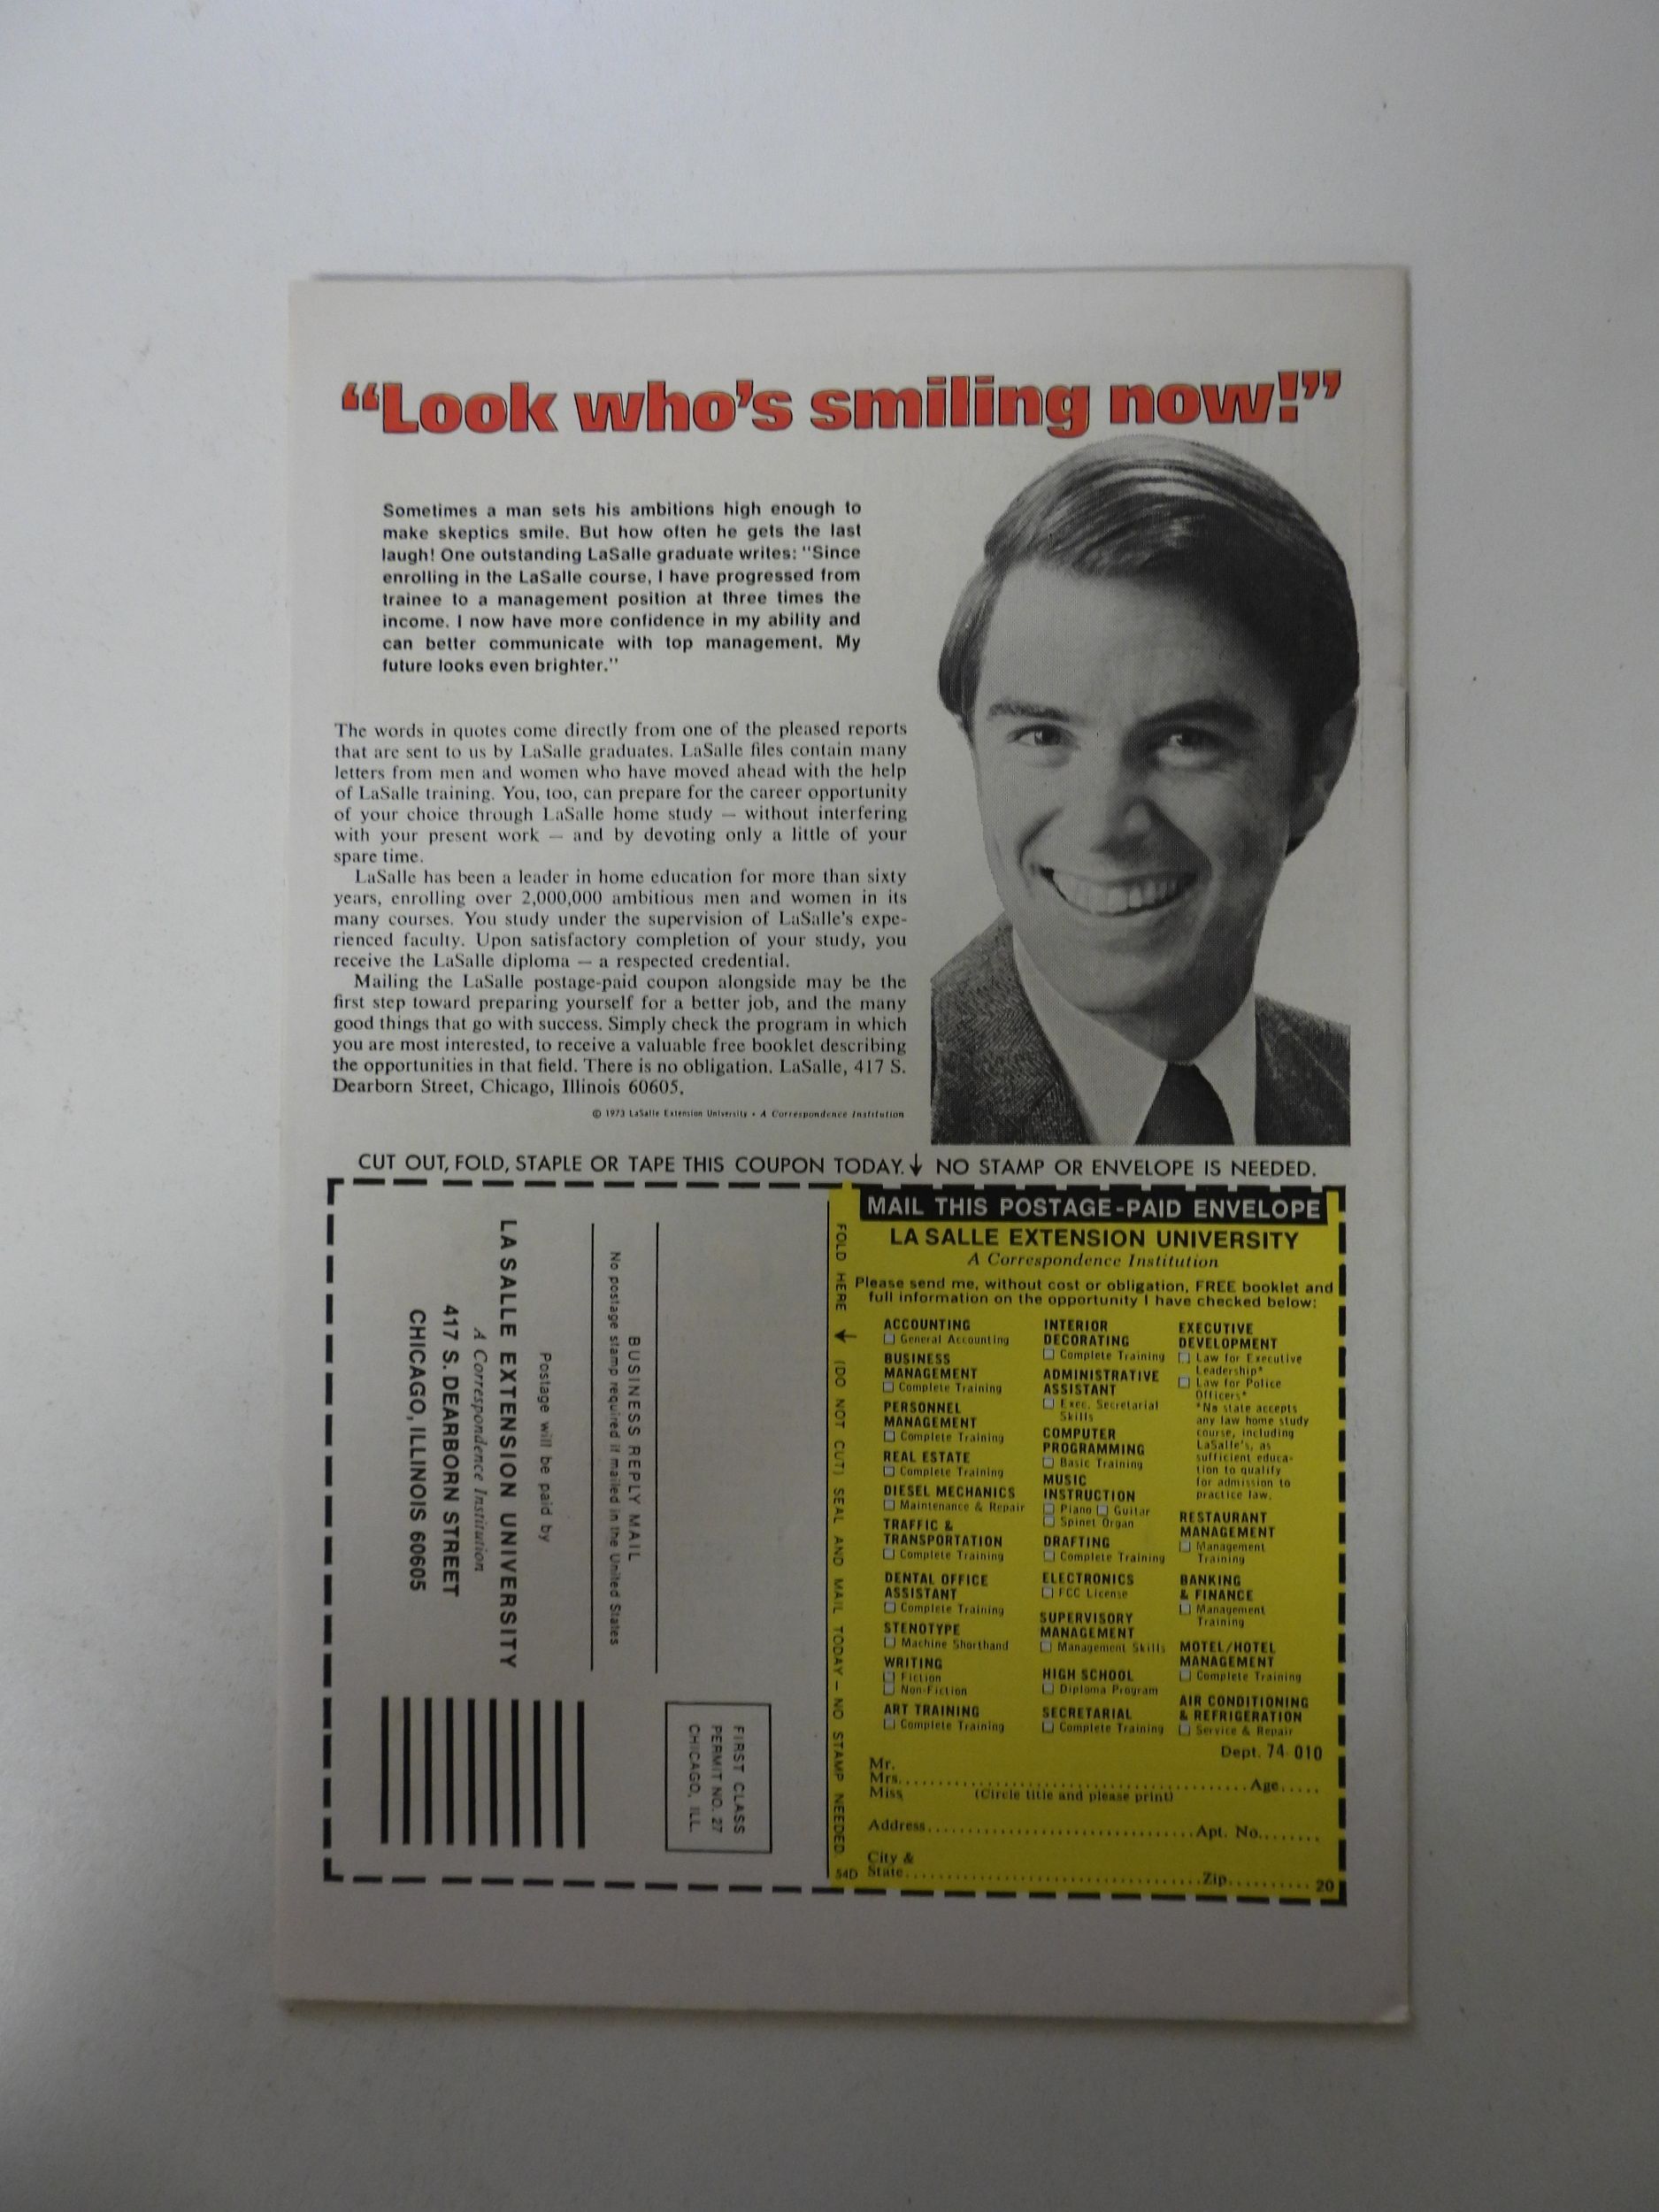 “Look who's smiling now!”
Sometimes a man sets his ambitions high enough to
make skeptics smile. But how often he gets the last
laugh! One outstanding LaSalle graduate writes: "Since
enrolling in the LaSalle course, I have progressed from
trainee to a management position at three times the
income. I now have more confidence in my ability and
can better communicate with top management. My
future looks even brighter."
The words in quotes come directly from one of the pleased reports
that are sent to us by LaSalle graduates. LaSalle files contain many
letters from men and women who have moved ahead with the help
of LaSalle training. You, too, can prepare for the career opportunity
of your choice through LaSalle home study — without interfering
with your present work — and by devoting only a little of your
spare time.
LaSalle has been a leader in home education for more than sixty
years, enrolling over 2,000,000 ambitious men and women in its
many courses. You study under the supervision of LaSalle's expe-
rienced faculty. Upon satisfactory completion of your study, you
receive the LaSalle diploma — a respected credential.
Mailing the LaSalle postage-paid coupon alongside may be the
first step toward preparing yourself for a better job, and the many
good things that go with success. Simply check the program in which
you are most interested, to receive a valuable free booklet describing
the opportunities in that field. There is no obligation. LaSalle, 417 S.
Dearborn Street, Chicago, Illinois 60605.
© 1973 LaSalle Extension University • A Correspondence Institution
CUT OUT, FOLD, STAPLE OR TAPE THIS COUPON TODAY. ↓ NO STAMP OR ENVELOPE IS NEEDED.
FIRST CLASS
PERMIT NO. 27
CHICAGO, ILL.
BUSINESS REPLY MAIL
No postage stamp required if mailed in the United States
Postage will be paid by
LA SALLE EXTENSION UNIVERSITY
A Correspondence Institution
417 S. DEARBORN STREET
CHICAGO, ILLINOIS 60605
FOLD HERE → (DO NOT CUT) SEAL AND MAIL TODAY — NO STAMP NEEDED
54D
MAIL THIS POSTAGE-PAID ENVELOPE
LA SALLE EXTENSION UNIVERSITY
A Correspondence Institution
Please send me, without cost or obligation, FREE booklet and
full information on the opportunity I have checked below:
ACCOUNTING
☐ General Accounting
BUSINESS
MANAGEMENT
☐ Complete Training
PERSONNEL
MANAGEMENT
☐ Complete Training
REAL ESTATE
☐ Complete Training
DIESEL MECHANICS
☐ Maintenance & Repair
TRAFFIC &
TRANSPORTATION
☐ Complete Training
DENTAL OFFICE
ASSISTANT
☐ Complete Training
STENOTYPE
☐ Machine Shorthand
WRITING
☐ Fiction
☐ Non-Fiction
ART TRAINING
☐ Complete Training
INTERIOR
DECORATING
☐ Complete Training
ADMINISTRATIVE
ASSISTANT
☐ Exec. Secretarial
Skills
COMPUTER
PROGRAMMING
☐ Basic Training
MUSIC
INSTRUCTION
☐ Piano ☐ Guitar
☐ Spinet Organ
DRAFTING
☐ Complete Training
ELECTRONICS
☐ FCC License
SUPERVISORY
MANAGEMENT
☐ Management Skills
HIGH SCHOOL
☐ Diploma Program
SECRETARIAL
☐ Complete Training
EXECUTIVE
DEVELOPMENT
☐ Law for Executive
Leadership*
☐ Law for Police
Officers*
*No state accepts
any law home study
course, including
LaSalle's, as
sufficient educa-
tion to qualify
for admission to
practice law.
RESTAURANT
MANAGEMENT
☐ Management
Training
BANKING
& FINANCE
☐ Management
Training
MOTEL/HOTEL
MANAGEMENT
☐ Complete Training
AIR CONDITIONING
& REFRIGERATION
☐ Service & Repair
Dept. 74-010
Mr.
Mrs. Age
Miss (Circle title and please print)
Address Apt. No.
City &
State Zip 20